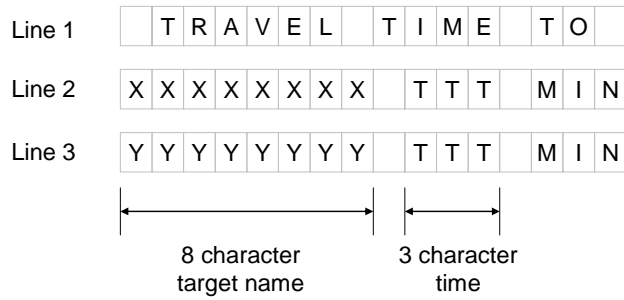 Line 1 TRAVEL TIME TO
Line 2 XXXXXXXX TTT MIN
Line 3 YYYYYYYY TTT MIN
8 character 3 character
target name time